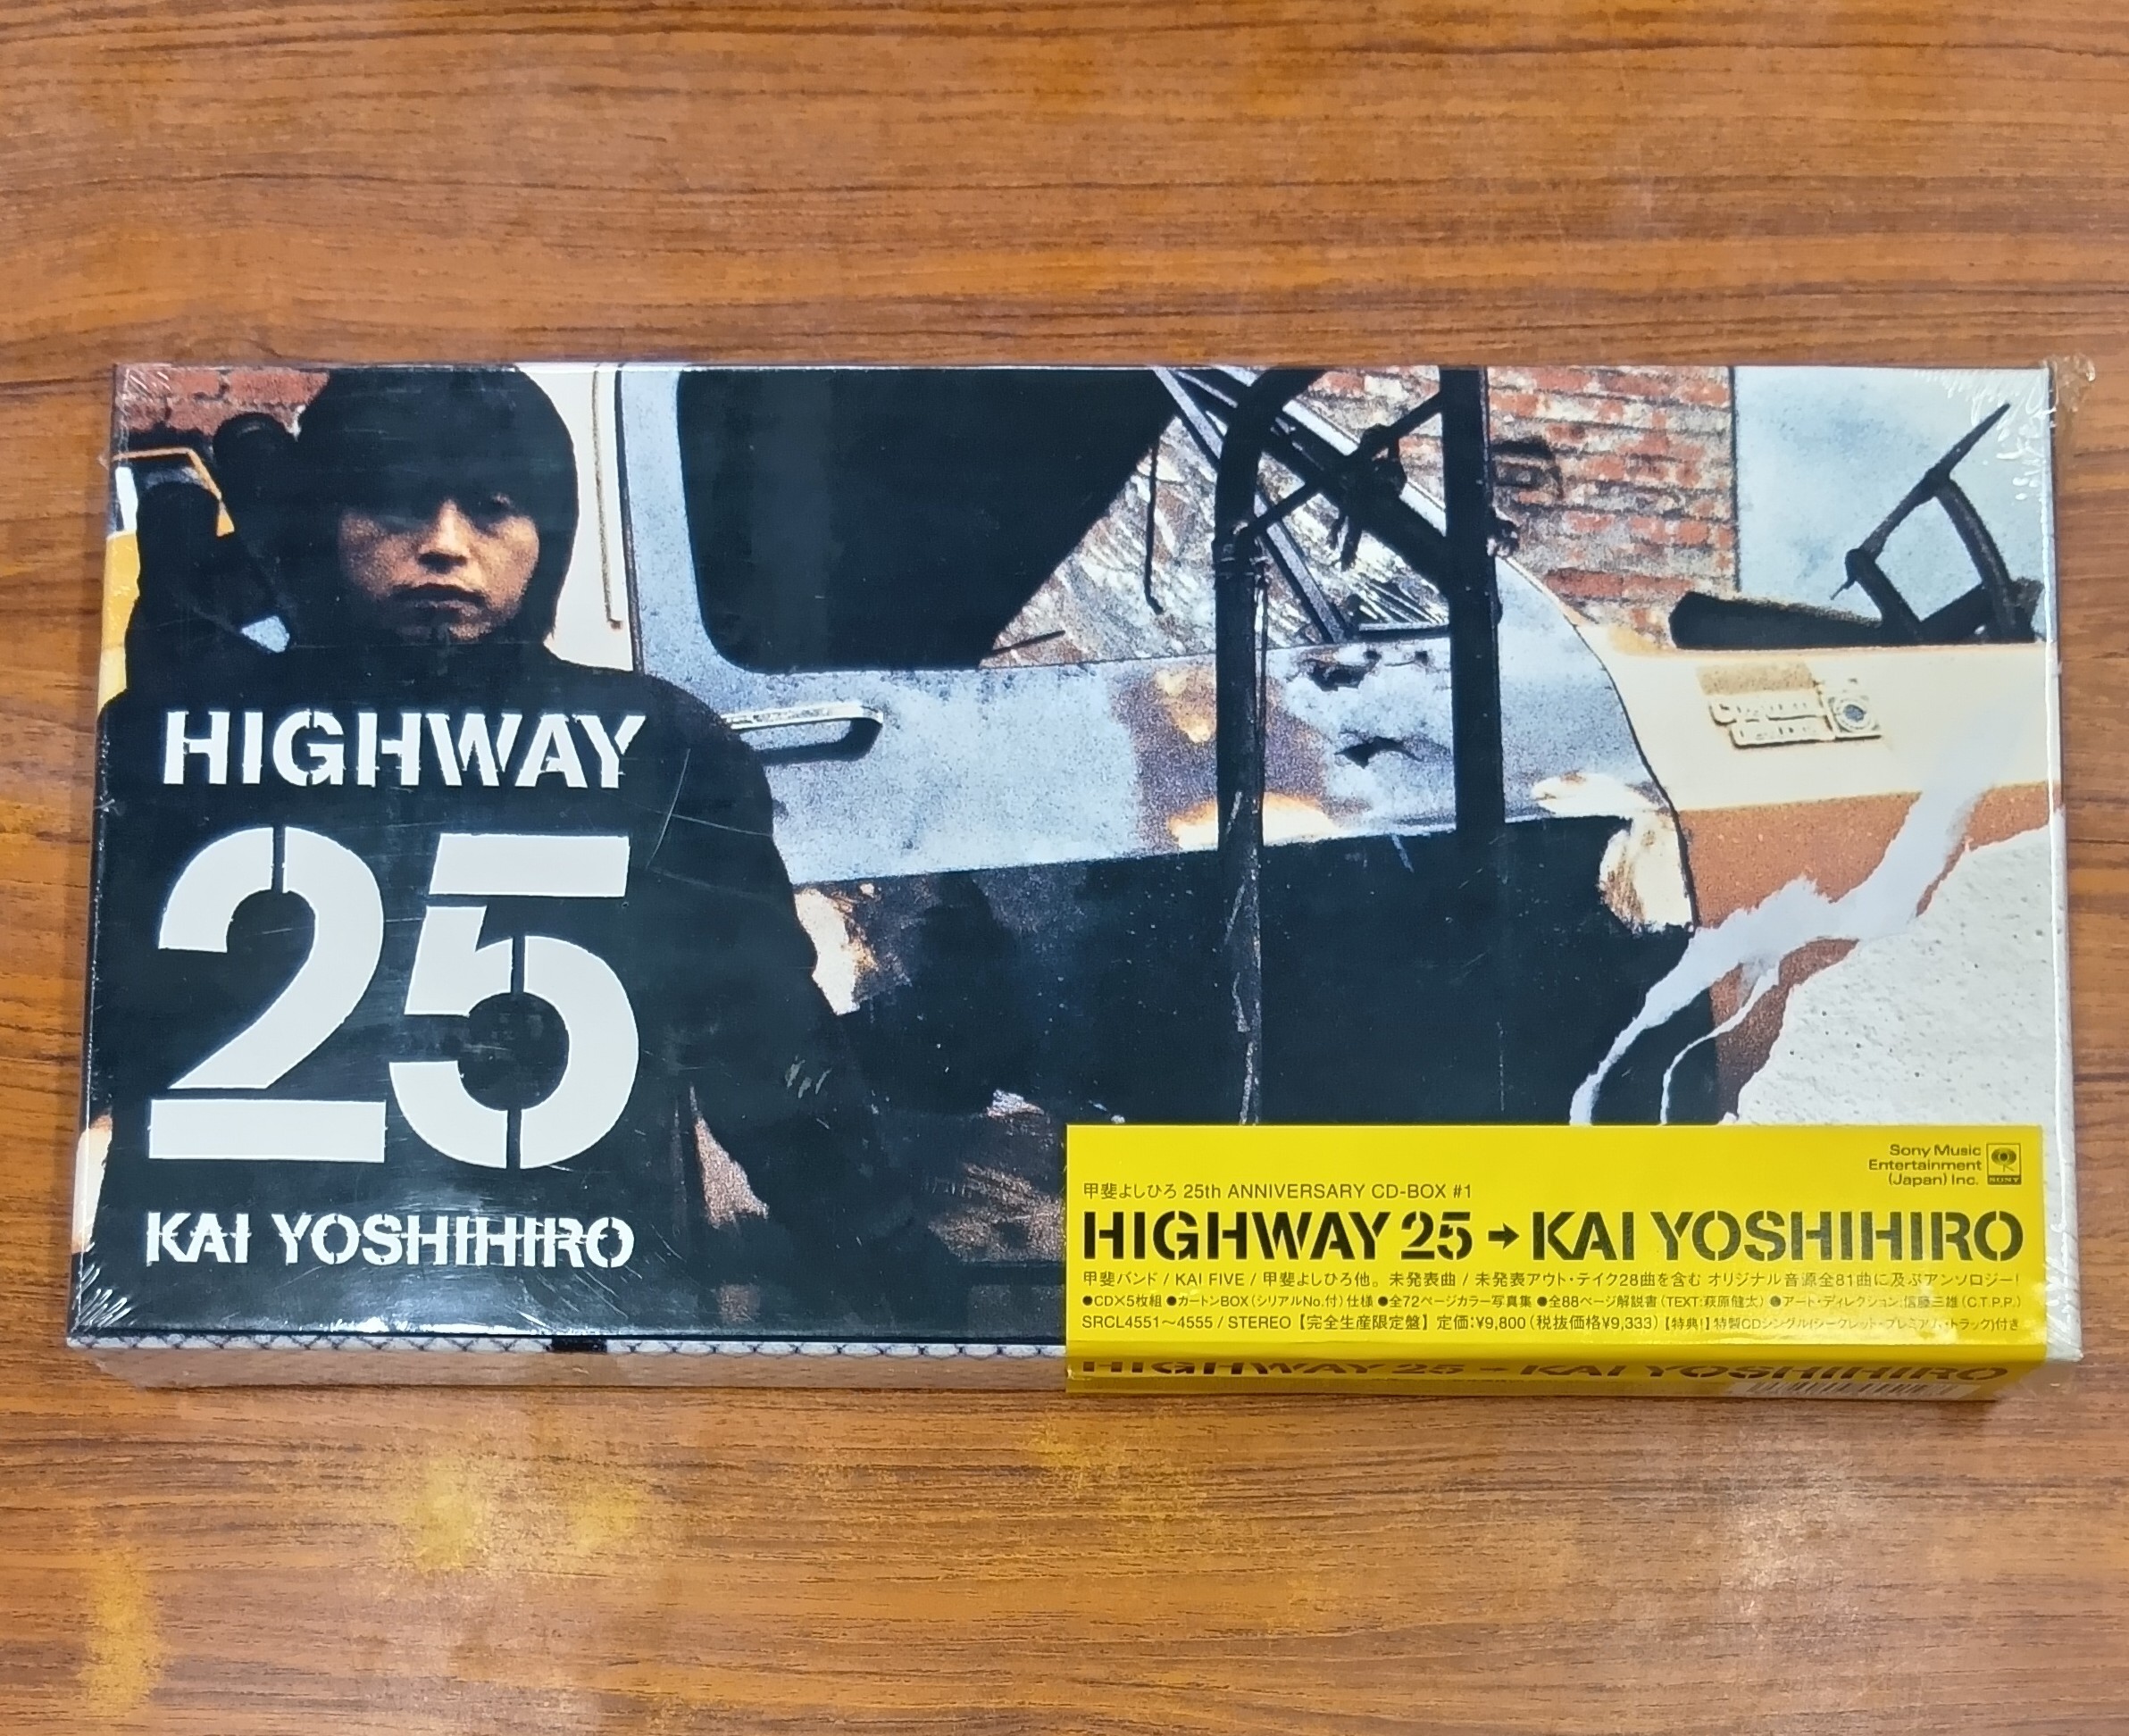 HIGHWAY
25
KAI YOSHIHIRO
Sony Music
Entertainment
(Japan) Inc.
SONY
甲斐よしひろ 25th ANNIVERSARY CD-BOX #1
HIGHWAY 25→KAI YOSHIHIRO
甲斐バンド / KAI FIVE / 甲斐よしひろ他。未発表曲 / 未発表アウト・テイク28曲を含む オリジナル音源全81曲に及ぶアンソロジー!
●CD×5枚組 ●カートンBOX(シリアルNo.付)仕様 ●全72ページカラー写真集 ●全88ページ解説書(TEXT:萩原健太) ●アート・ディレクション:信藤三雄(C.T.P.P.)
SRCL4551〜4555 / STEREO【完全生産限定盤】定価:¥9,800(税抜価格¥9,333)【特典!】特製CDシングル(シークレット・プレミアム・トラック)付き
HIGHWAY 25→KAI YOSHIHIRO